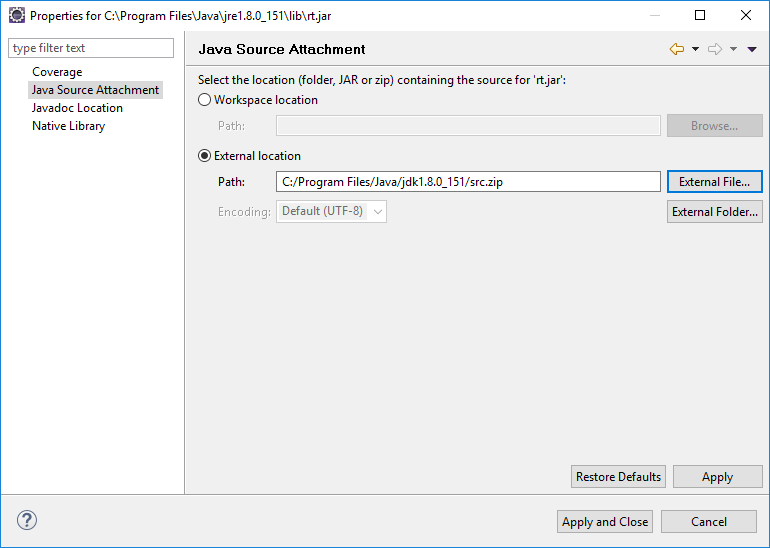 Properties for C:\Program Files\Java\jre1.8.0_151\lib\rt.jar
type filter text
Coverage
Java Source Attachment
Javadoc Location
Native Library
Java Source Attachment
Select the location (folder, JAR or zip) containing the source for 'rt.jar':
Workspace location
Path: Browse...
External location
Path: C:/Program Files/Java/jdk1.8.0_151/src.zip External File...
Encoding: Default (UTF-8) External Folder...
Restore Defaults Apply
? Apply and Close Cancel